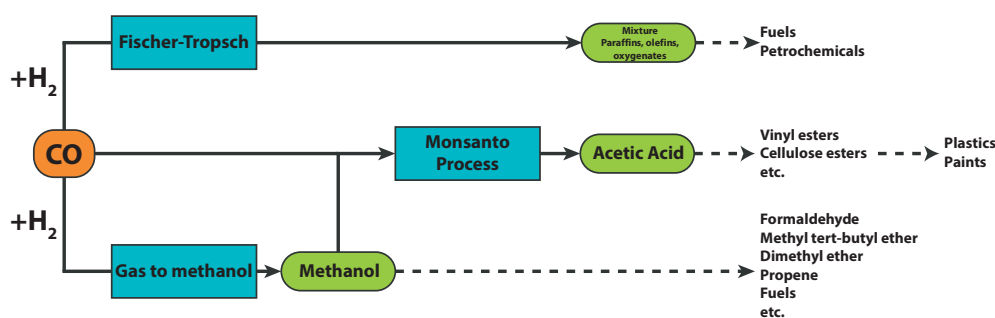 +H2
Fischer-Tropsch
Mixture
Paraffins, olefins,
oxygenates
Fuels
Petrochemicals
CO
Monsanto
Process
Acetic Acid
Vinyl esters
Cellulose esters
etc.
Plastics
Paints
+H2
Gas to methanol
Methanol
Formaldehyde
Methyl tert-butyl ether
Dimethyl ether
Propene
Fuels
etc.